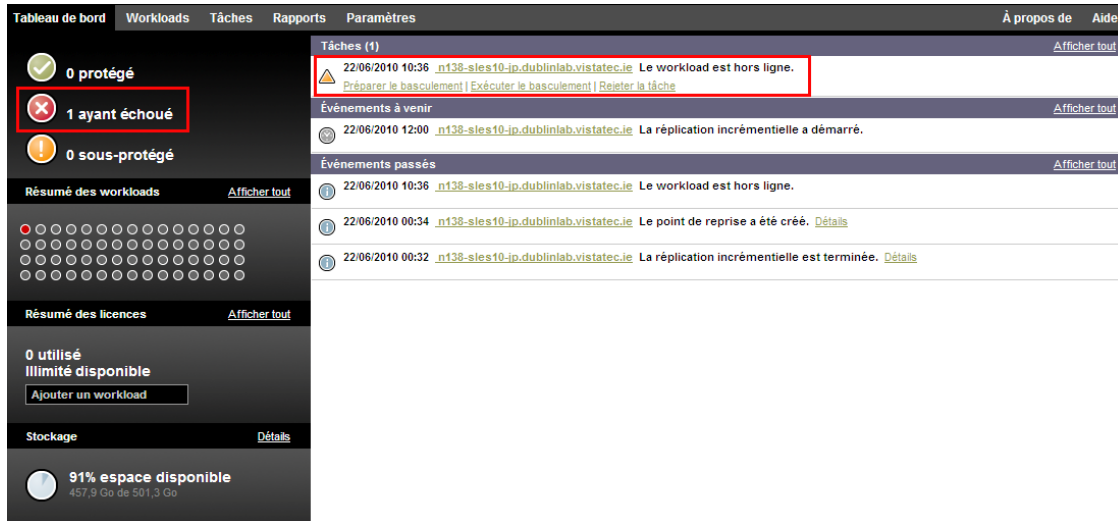 Tableau de bord Workloads Tâches Rapports Paramètres À propos de Aide
0 protégé
1 ayant échoué
0 sous-protégé
Résumé des workloads Afficher tout
Résumé des licences Afficher tout
0 utilisé
Illimité disponible
Ajouter un workload
Stockage Détails
91% espace disponible
457,9 Go de 501,3 Go
Tâches (1) Afficher tout
22/06/2010 10:36 n138-sles10-jp.dublinlab.vistatec.ie Le workload est hors ligne.
Préparer le basculement | Exécuter le basculement | Rejeter la tâche
Évènements à venir Afficher tout
22/06/2010 12:00 n138-sles10-jp.dublinlab.vistatec.ie La réplication incrémentielle a démarré.
Événements passés Afficher tout
22/06/2010 10:36 n138-sles10-jp.dublinlab.vistatec.ie Le workload est hors ligne.
22/06/2010 00:34 n138-sles10-jp.dublinlab.vistatec.ie Le point de reprise a été créé. Détails
22/06/2010 00:32 n138-sles10-jp.dublinlab.vistatec.ie La réplication incrémentielle est terminée. Détails